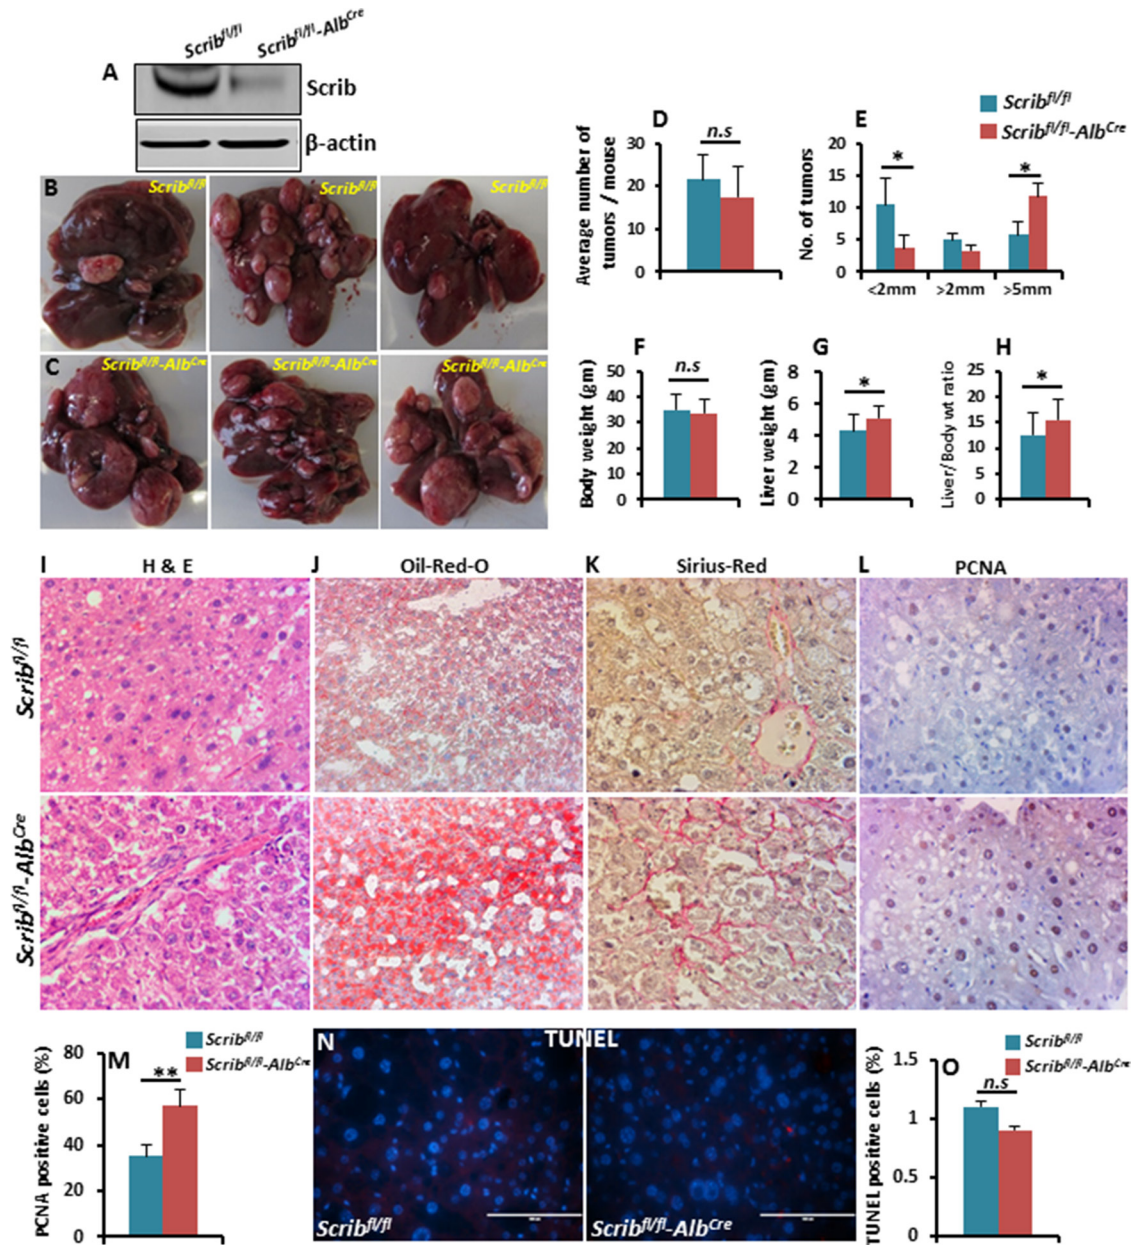 Scrib^fl/fl Scrib^fl/fl-Alb^Cre
A
Scrib
β-actin
B Scrib^fl/fl Scrib^fl/fl Scrib^fl/fl
C Scrib^fl/fl-Alb^Cre Scrib^fl/fl-Alb^Cre Scrib^fl/fl-Alb^Cre
Scrib^fl/fl
Scrib^fl/fl-Alb^Cre
D
n.s
Average number of
tumors / mouse
30
20
10
0
E
* *
No. of tumors
20
15
10
5
0
<2mm >2mm >5mm
F
n.s
Body weight (gm)
50
40
30
20
10
0
G
*
Liver weight (gm)
8
6
4
2
0
H
*
Liver/Body wt ratio
25
20
15
10
5
0
I H & E J Oil-Red-O K Sirius-Red L PCNA
Scrib^fl/fl
Scrib^fl/fl-Alb^Cre
M
Scrib^fl/fl
Scrib^fl/fl-Alb^Cre
**
PCNA positive cells (%)
80
60
40
20
0
N TUNEL
Scrib^fl/fl Scrib^fl/fl-Alb^Cre
O
Scrib^fl/fl
Scrib^fl/fl-Alb^Cre
n.s
TUNEL positive cells (%)
1.5
1
0.5
0